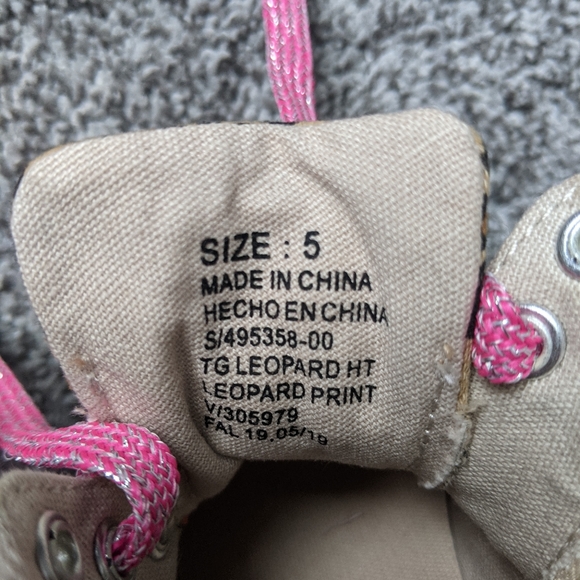 SIZE : 5
MADE IN CHINA
HECHO EN CHINA
S/495358-00
TG LEOPARD HT
LEOPARD PRINT
V/305979
FAL 19.05/19